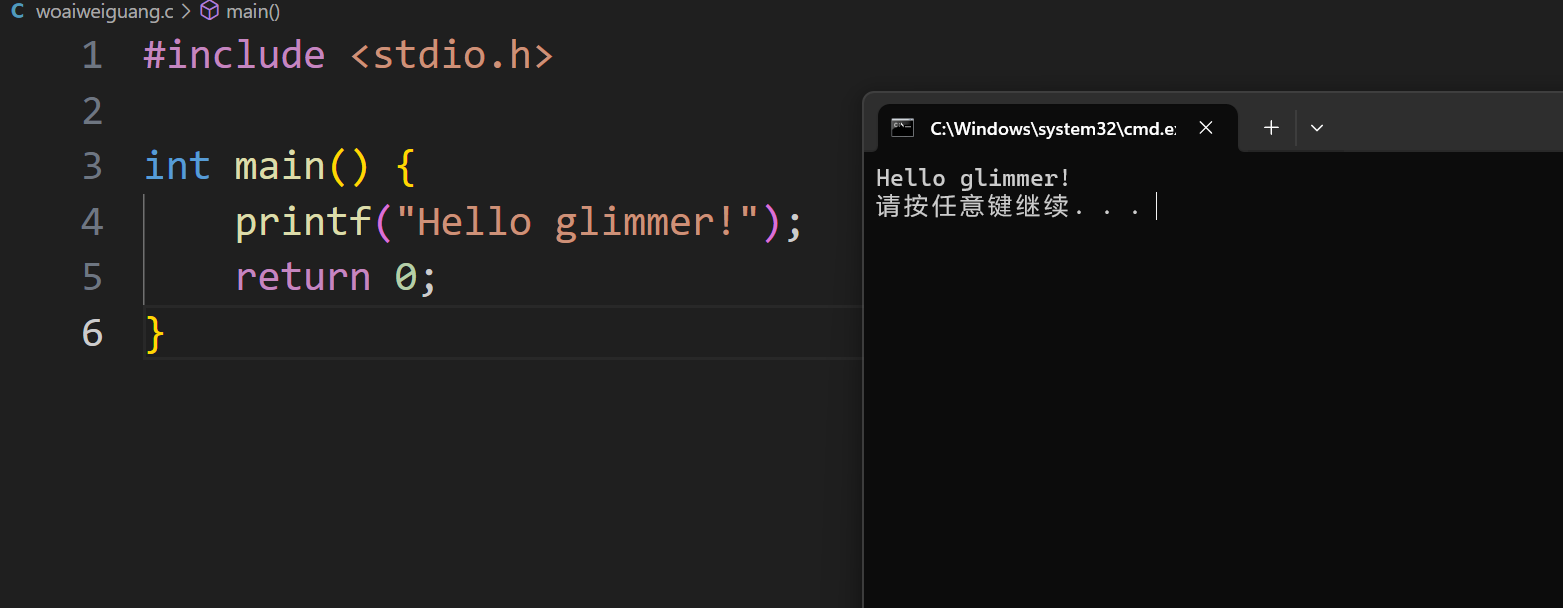 C woaiweiguang.c > main()
1 #include <stdio.h>
2
3 int main() {
4     printf("Hello glimmer!");
5     return 0;
6 }
C:\Windows\system32\cmd.e
Hello glimmer!
请按任意键继续. . .